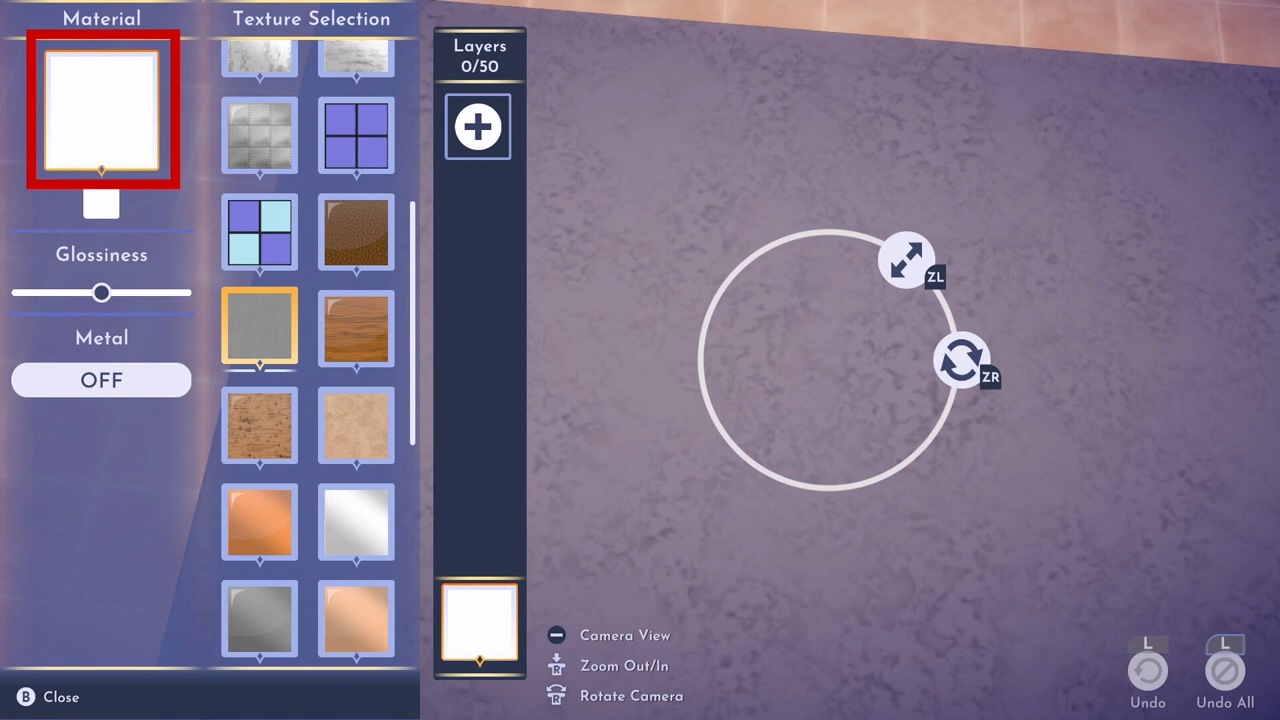 Material
Texture Selection
Layers
0/50
Glossiness
Metal
OFF
ZL
ZR
Camera View
R
Zoom Out/In
R
Rotate Camera
L
Undo
L
Undo All
B
Close